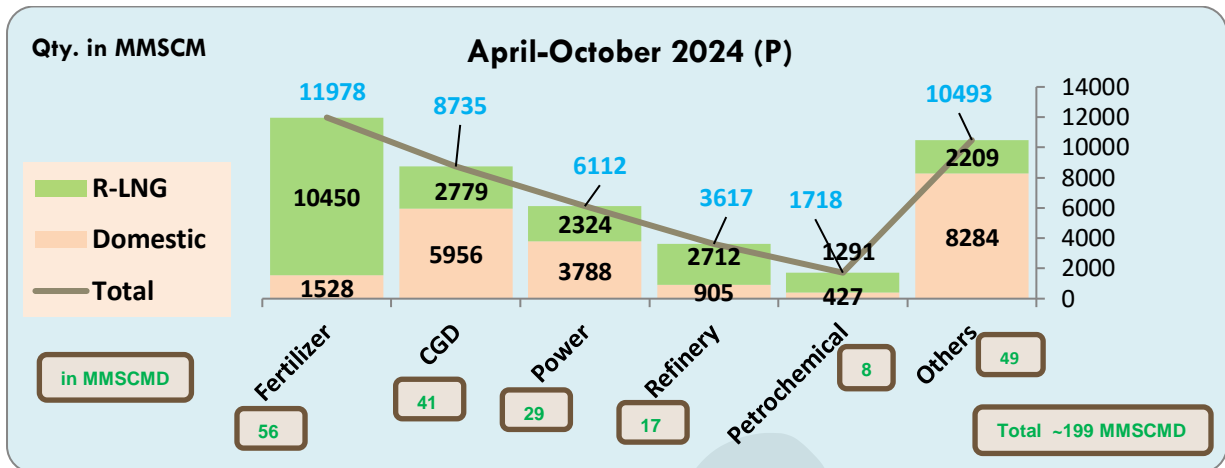 Qty. in MMSCM
April-October 2024 (P)
R-LNG
Domestic
Total
11978
8735
6112
3617
1718
10493
10450
2779
2324
2712
1291
2209
1528
5956
3788
905
427
8284
14000
12000
10000
8000
6000
4000
2000
0
Fertilizer
CGD
Power
Refinery
Petrochemical
Others
in MMSCMD
56
41
29
17
8
49
Total ~199 MMSCMD